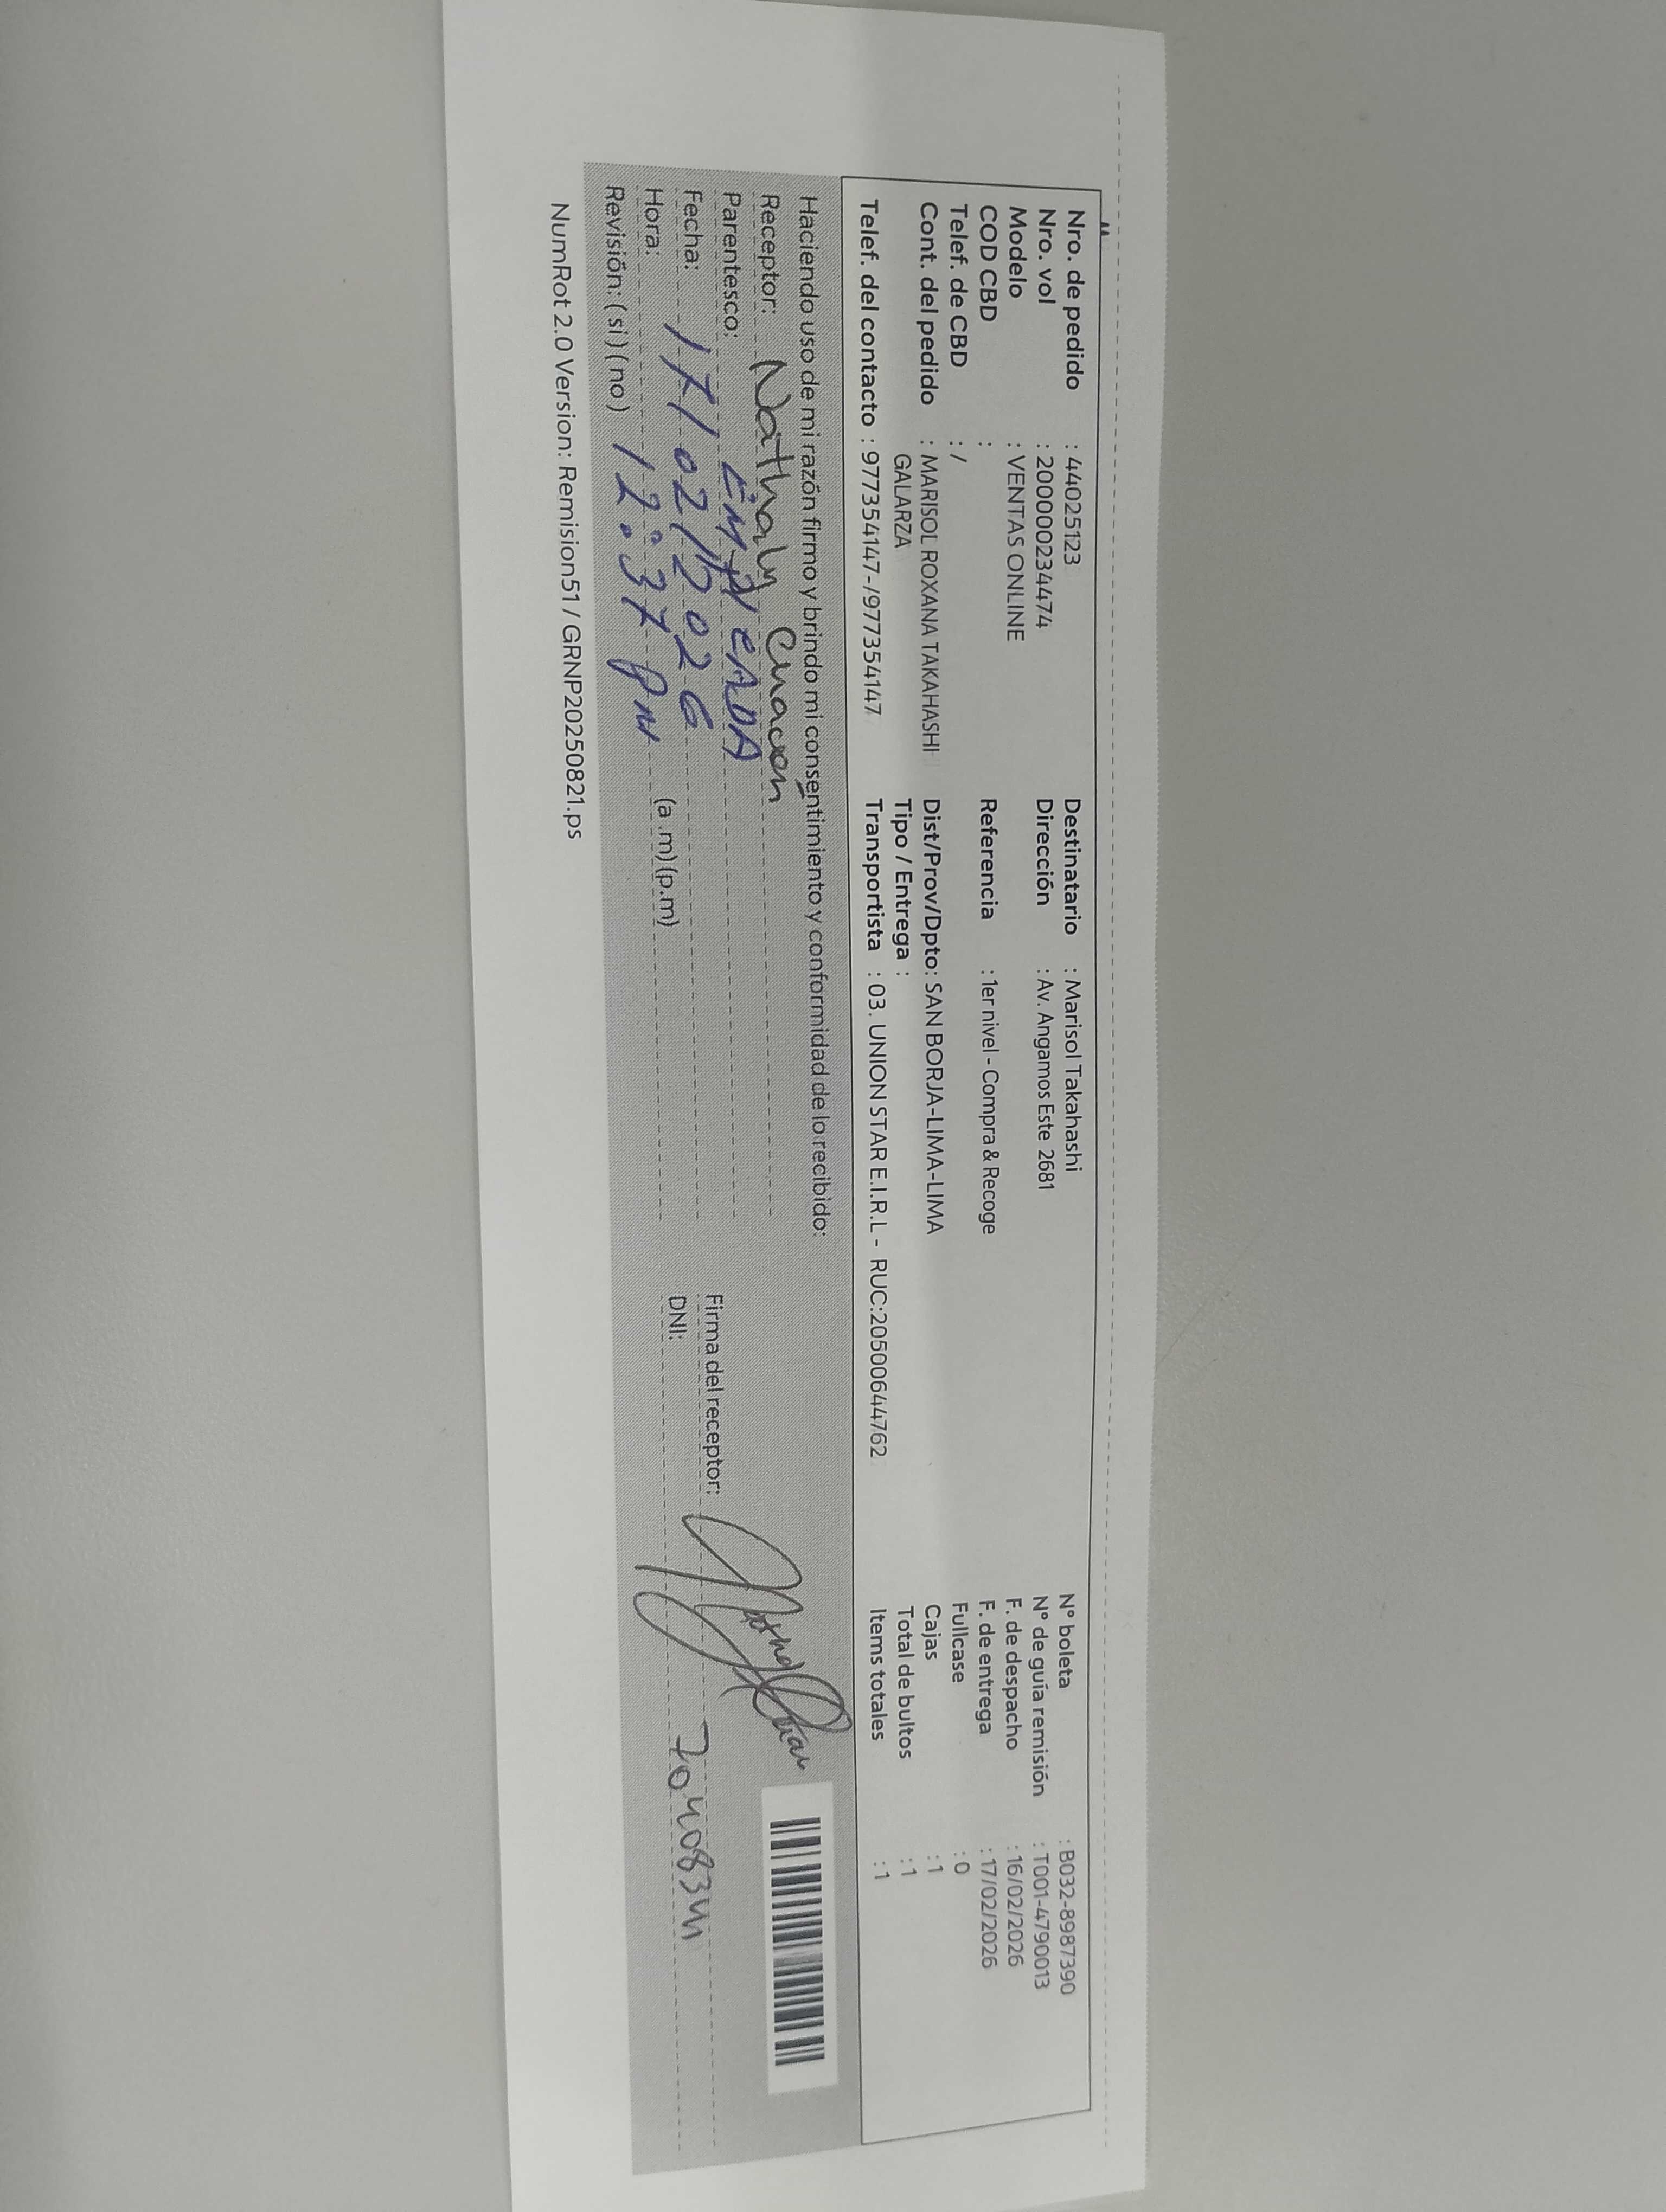 Nro. de pedido : 44025123
Nro. vol : 2000000234474
Modelo : VENTAS ONLINE
COD CBD :
Telef. de CBD : /
Cont. del pedido : MARISOL ROXANA TAKAHASHI
GALARZA
Telef. del contacto : 977354147-/977354147
Destinatario : Marisol Takahashi
Dirección : Av. Angamos Este 2681
Referencia : 1er nivel - Compra & Recoge
Dist/Prov/Dpto: SAN BORJA-LIMA-LIMA
Tipo / Entrega :
Transportista : 03. UNION STAR E.I.R.L - RUC:20500644762
N° boleta : B032-8987390
N° de guía remisión : T001-4790013
F. de despacho : 16/02/2026
F. de entrega : 17/02/2026
Fullcase : 0
Cajas : 1
Total de bultos : 1
Items totales : 1
Haciendo uso de mi razón firmo y brindo mi consentimiento y conformidad de lo recibido:
Receptor: Nathaly
Parentesco: EMPLEADA
Fecha: 17/02/2026
Hora: 12:37 Pm (a .m) (p.m)
Revisión: ( si ) ( no )
Firma del receptor:
DNI:
NumRot 2.0 Version: Remision51 / GRNP20250821.ps